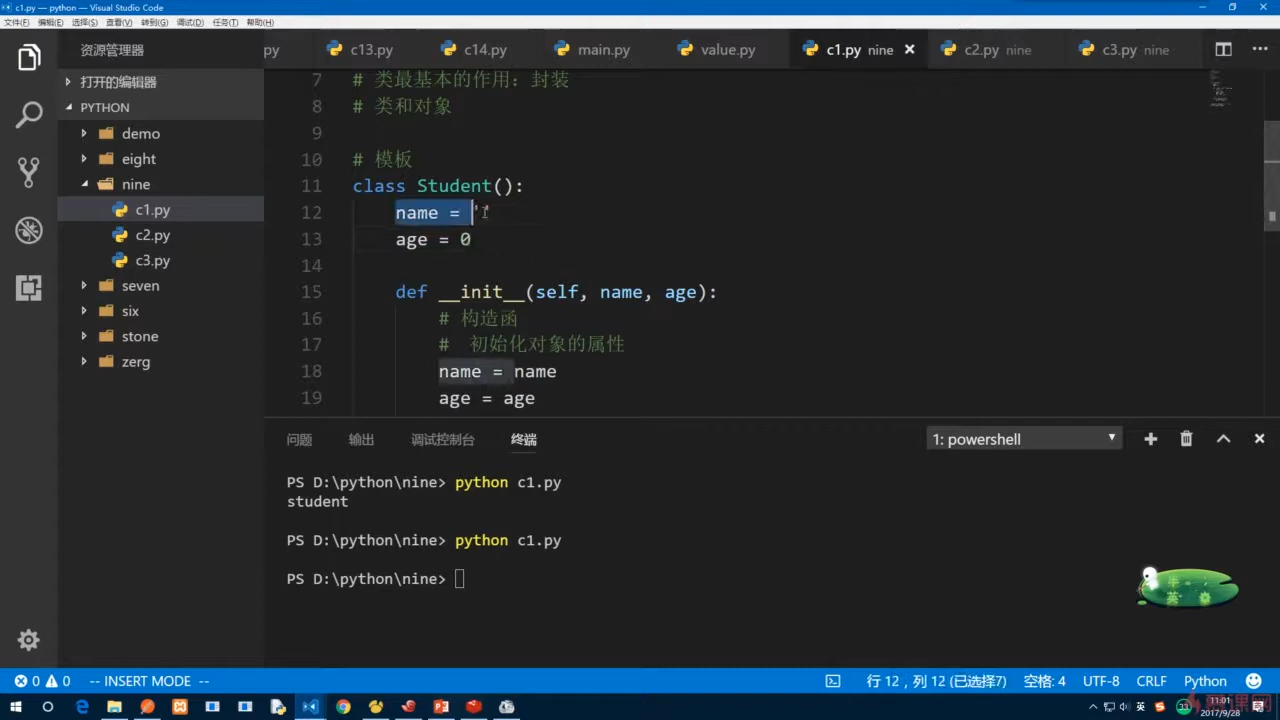 c1.py — python — Visual Studio Code
文件(F) 编辑(E) 选择(S) 查看(V) 转到(G) 调试(D) 任务(T) 帮助(H)
资源管理器
py c13.py c14.py main.py value.py c1.py nine c2.py nine c3.py nine
打开的编辑器
PYTHON
demo
eight
nine
c1.py
c2.py
c3.py
seven
six
stone
zerg
7 # 类最基本的作用：封装
8 # 类和对象
9
10 # 模板
11 class Student():
12 name = ''
13 age = 0
14
15 def __init__(self, name, age):
16 # 构造函
17 # 初始化对象的属性
18 name = name
19 age = age
问题 输出 调试控制台 终端
1: powershell
PS D:\python\nine> python c1.py
student
PS D:\python\nine> python c1.py
PS D:\python\nine>
0 0 -- INSERT MODE --
行 12，列 12 (已选择7) 空格: 4 UTF-8 CRLF Python
英
33
11:01
2017/9/28